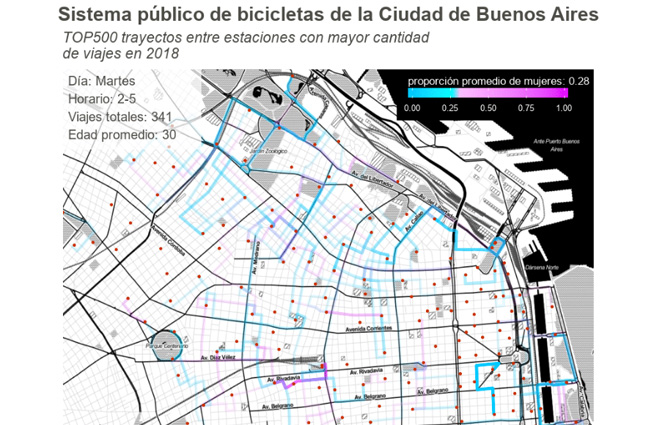 Sistema público de bicicletas de la Ciudad de Buenos Aires
TOP500 trayectos entre estaciones con mayor cantidad
de viajes en 2018
Día: Martes
Horario: 2-5
Viajes totales: 341
Edad promedio: 30
proporción promedio de mujeres: 0.28
0.00 0.25 0.50 0.75 1.00
Ante Puerto Buenos
Aires
Jardín Zoológico
Av. del Libertador
Av. del Libertador
Av. Callao
Avenida Córdoba
Av. Medrano
Dársena Norte
Avenida Corrientes
Parque Centenario
Av. Díaz Vélez
Av. Rivadavia
Av. Rivadavia
Av. Belgrano
Av. Belgrano